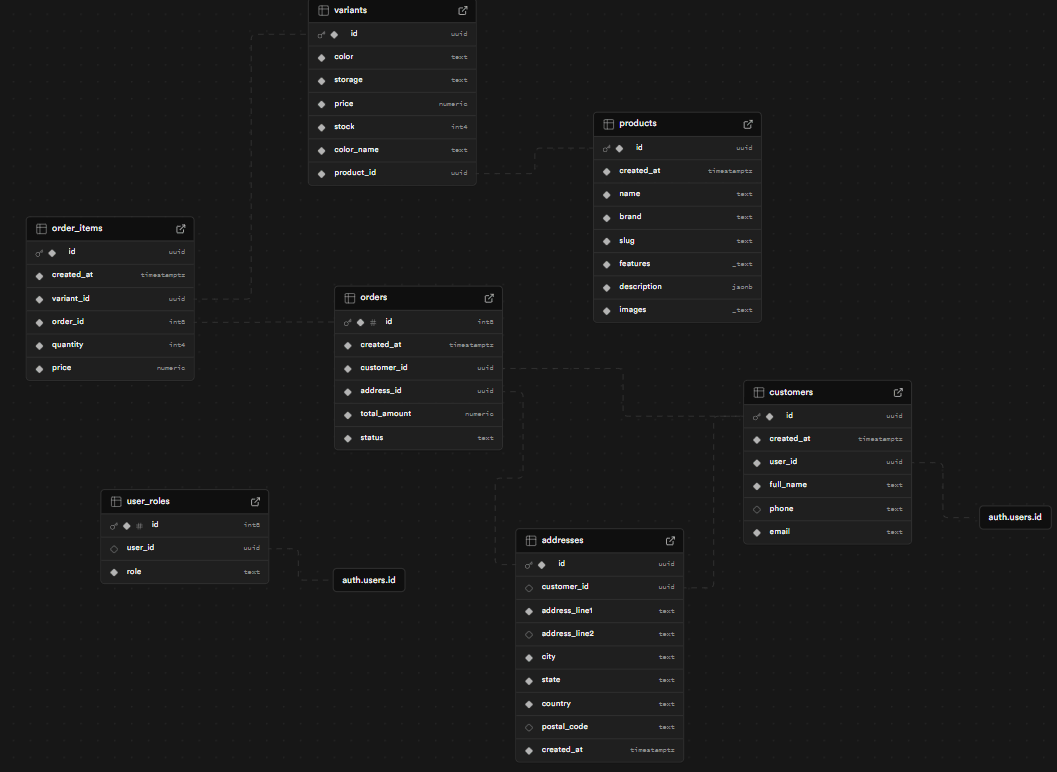 variants
id uuid
color text
storage text
price numeric
stock int4
color_name text
product_id uuid
products
id uuid
created_at timestamptz
name text
brand text
slug text
features _text
description jsonb
images _text
order_items
id uuid
created_at timestamptz
variant_id uuid
order_id int8
quantity int4
price numeric
orders
# id int8
created_at timestamptz
customer_id uuid
address_id uuid
total_amount numeric
status text
customers
id uuid
created_at timestamptz
user_id uuid
full_name text
phone text
email text
auth.users.id
user_roles
# id int8
user_id uuid
role text
auth.users.id
addresses
id uuid
customer_id uuid
address_line1 text
address_line2 text
city text
state text
country text
postal_code text
created_at timestamptz